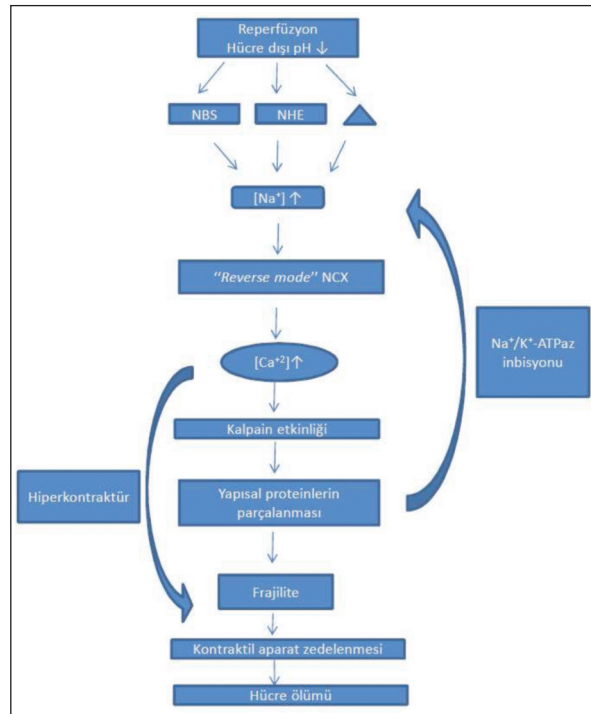 Reperfüzyon
Hücre dışı pH ↓
NBS
NHE
[Na⁺] ↑
“Reverse mode” NCX
[Ca⁺²]↑
Na⁺/K⁺-ATPaz
inbisyonu
Kalpain etkinliği
Hiperkontraktür
Yapısal proteinlerin
parçalanması
Frajilite
Kontraktil aparat zedelenmesi
Hücre ölümü